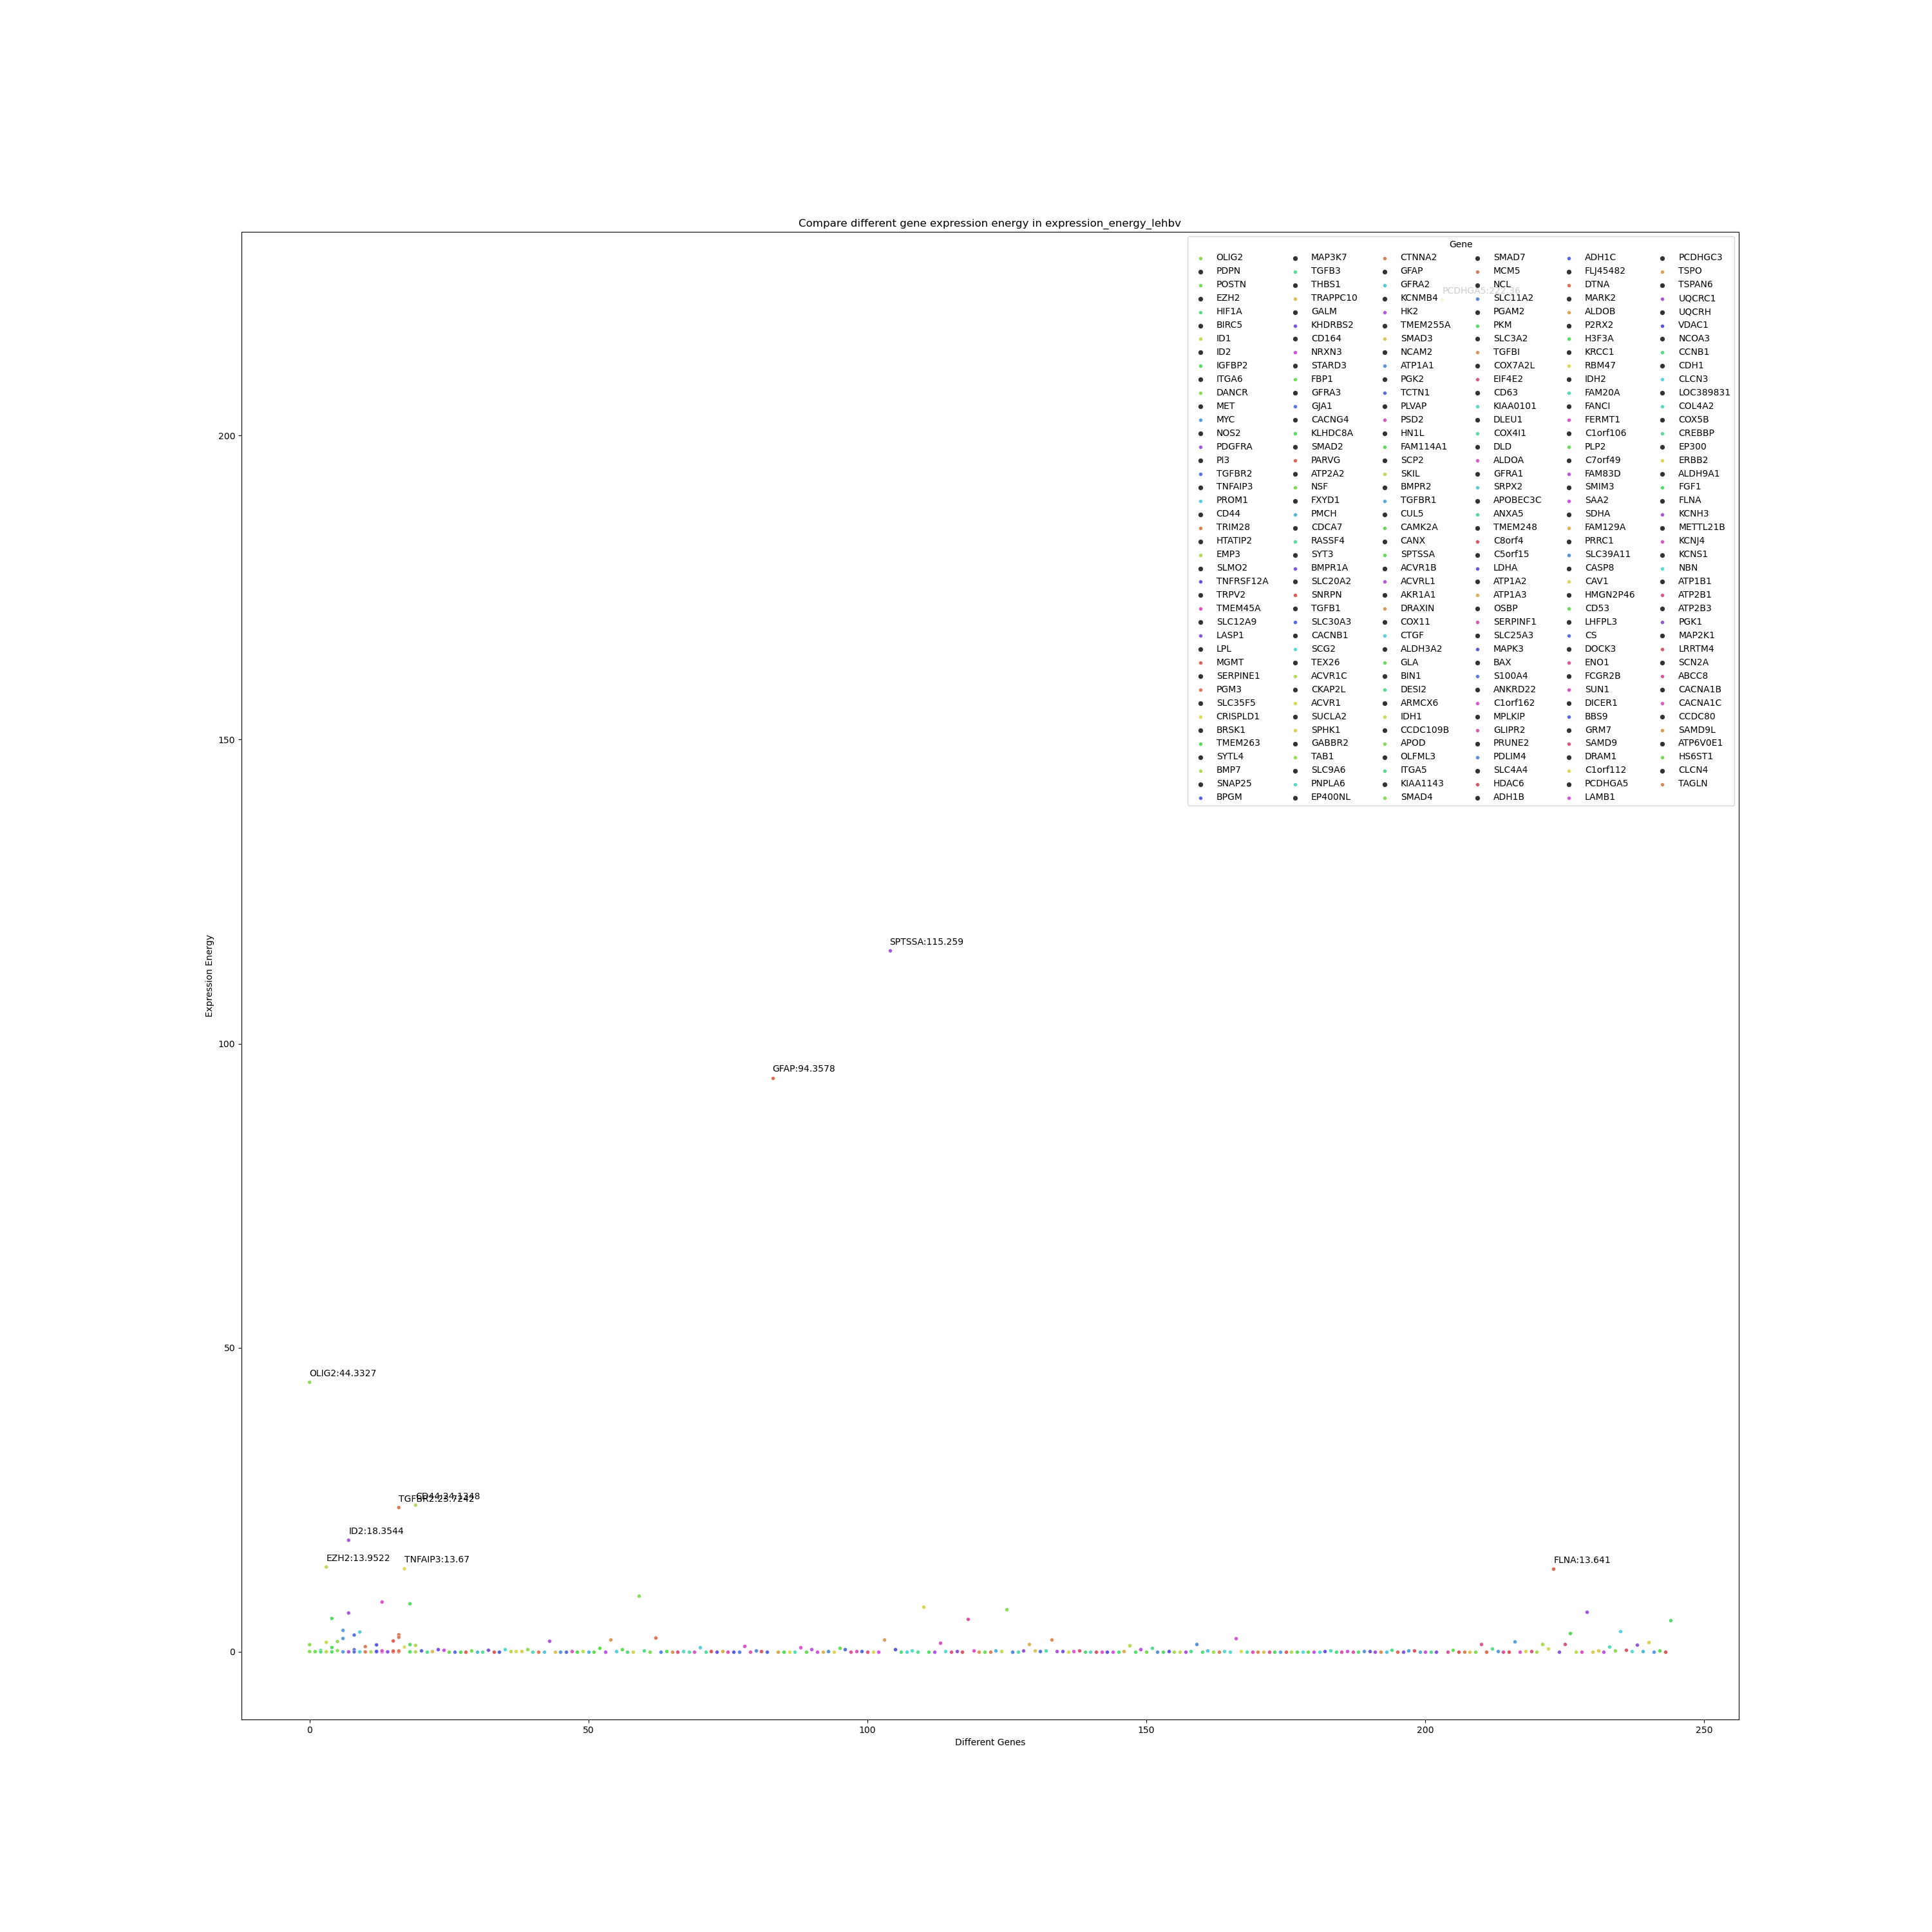 Compare different gene expression energy in expression_energy_lehbv
Gene
OLIG2 MAP3K7 CTNNA2 SMAD7 ADH1C PCDHGC3
PDPN TGFB3 GFAP MCM5 FLJ45482 TSPO
POSTN THBS1 GFRA2 NCL DTNA TSPAN6
EZH2 TRAPPC10 KCNMB4 SLC11A2 MARK2 UQCRC1
HIF1A GALM HK2 PGAM2 ALDOB UQCRH
BIRC5 KHDRBS2 TMEM255A PKM P2RX2 VDAC1
ID1 CD164 SMAD3 SLC3A2 H3F3A NCOA3
ID2 NRXN3 NCAM2 TGFBI KRCC1 CCNB1
IGFBP2 STARD3 ATP1A1 COX7A2L RBM47 CDH1
ITGA6 FBP1 PGK2 EIF4E2 IDH2 CLCN3
DANCR GFRA3 TCTN1 CD63 FAM20A LOC389831
MET GJA1 PLVAP KIAA0101 FANCI COL4A2
MYC CACNG4 PSD2 DLEU1 FERMT1 COX5B
NOS2 KLHDC8A HN1L COX4I1 C1orf106 CREBBP
PDGFRA SMAD2 FAM114A1 DLD PLP2 EP300
PI3 PARVG SCP2 ALDOA C7orf49 ERBB2
TGFBR2 ATP2A2 SKIL GFRA1 FAM83D ALDH9A1
TNFAIP3 NSF BMPR2 SRPX2 SMIM3 FGF1
PROM1 FXYD1 TGFBR1 APOBEC3C SAA2 FLNA
CD44 PMCH CUL5 ANXA5 SDHA KCNH3
TRIM28 CDCA7 CAMK2A TMEM248 FAM129A METTL21B
HTATIP2 RASSF4 CANX C8orf4 PRRC1 KCNJ4
EMP3 SYT3 SPTSSA C5orf15 SLC39A11 KCNS1
SLMO2 BMPR1A ACVR1B LDHA CASP8 NBN
TNFRSF12A SLC20A2 ACVRL1 ATP1A2 CAV1 ATP1B1
TRPV2 SNRPN AKR1A1 ATP1A3 HMGN2P46 ATP2B1
TMEM45A TGFB1 DRAXIN OSBP CD53 ATP2B3
SLC12A9 SLC30A3 COX11 SERPINF1 LHFPL3 PGK1
LASP1 CACNB1 CTGF SLC25A3 CS MAP2K1
LPL SCG2 ALDH3A2 MAPK3 DOCK3 LRRTM4
MGMT TEX26 GLA BAX ENO1 SCN2A
SERPINE1 ACVR1C BIN1 S100A4 FCGR2B ABCC8
PGM3 CKAP2L DESI2 ANKRD22 SUN1 CACNA1B
SLC35F5 ACVR1 ARMCX6 C1orf162 DICER1 CACNA1C
CRISPLD1 SUCLA2 IDH1 MPLKIP BBS9 CCDC80
BRSK1 SPHK1 CCDC109B GLIPR2 GRM7 SAMD9L
TMEM263 GABBR2 APOD PRUNE2 SAMD9 ATP6V0E1
SYTL4 TAB1 OLFML3 PDLIM4 DRAM1 HS6ST1
BMP7 SLC9A6 ITGA5 SLC4A4 C1orf112 CLCN4
SNAP25 PNPLA6 KIAA1143 HDAC6 PCDHGA5 TAGLN
BPGM EP400NL SMAD4 ADH1B LAMB1
200
150
SPTSSA:115.259
Expression Energy
100
GFAP:94.3578
50
OLIG2:44.3327
CD44:24.1248
TGFBR2:23.7242
ID2:18.3544
EZH2:13.9522
TNFAIP3:13.67
FLNA:13.641
0
0 50 100 150 200 250
Different Genes